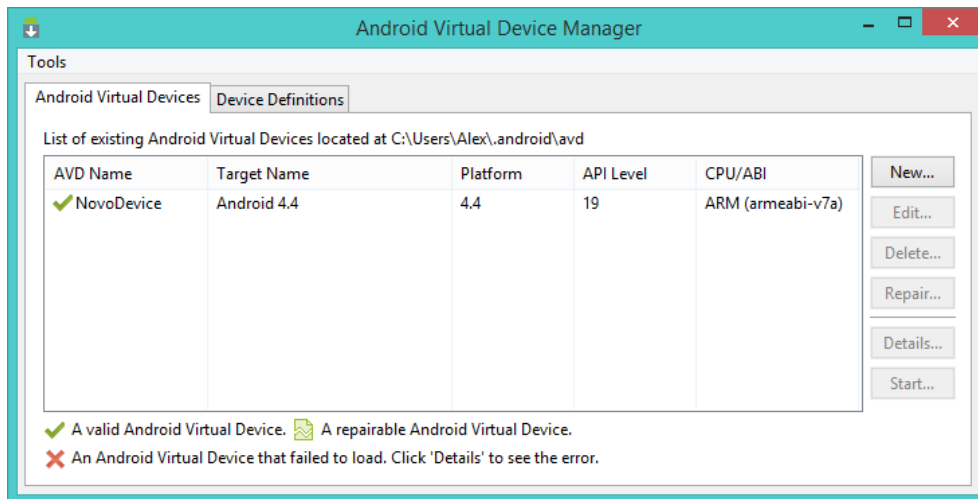 Android Virtual Device Manager
Tools
Android Virtual Devices Device Definitions
List of existing Android Virtual Devices located at C:\Users\Alex\.android\avd
AVD Name Target Name Platform API Level CPU/ABI New...
NovoDevice Android 4.4 4.4 19 ARM (armeabi-v7a)
Edit...
Delete...
Repair...
Details...
Start...
A valid Android Virtual Device. A repairable Android Virtual Device.
An Android Virtual Device that failed to load. Click 'Details' to see the error.